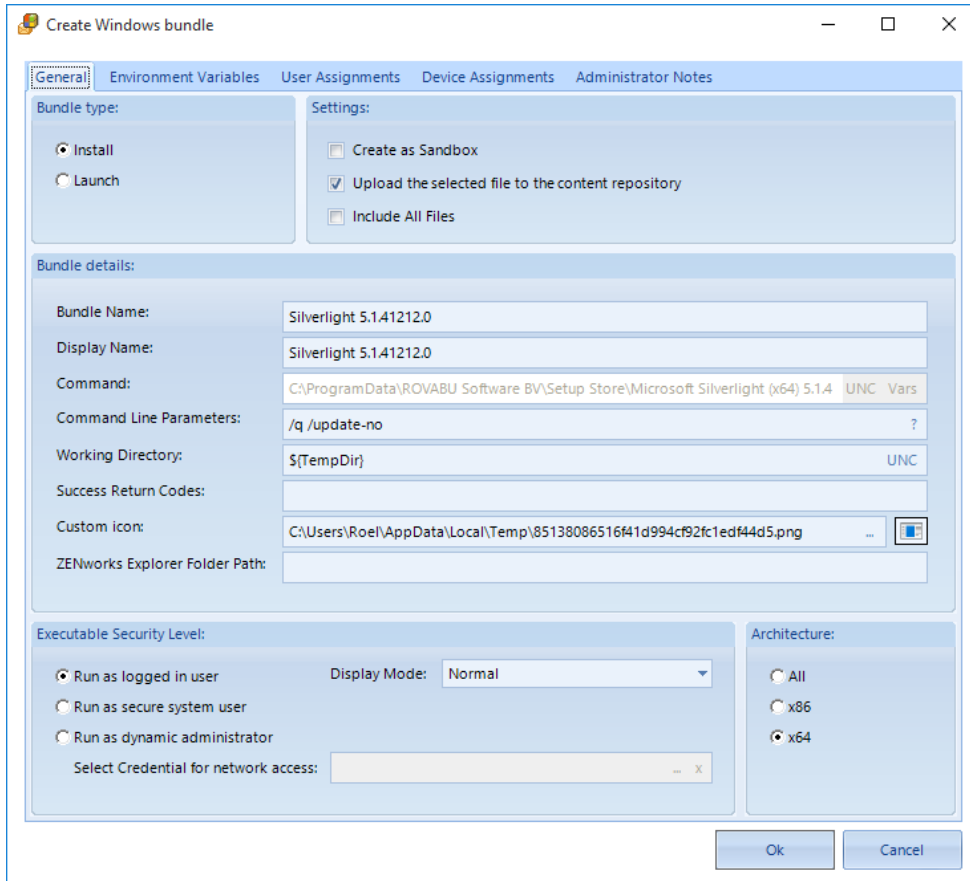 Create Windows bundle
General Environment Variables User Assignments Device Assignments Administrator Notes
Bundle type:
Install
Launch
Settings:
Create as Sandbox
Upload the selected file to the content repository
Include All Files
Bundle details:
Bundle Name: Silverlight 5.1.41212.0
Display Name: Silverlight 5.1.41212.0
Command: C:\ProgramData\ROVABU Software BV\Setup Store\Microsoft Silverlight (x64) 5.1.4 UNC Vars
Command Line Parameters: /q /update-no ?
Working Directory: ${TempDir} UNC
Success Return Codes:
Custom icon: C:\Users\Roel\AppData\Local\Temp\85138086516f41d994cf92fc1edf44d5.png ...
ZENworks Explorer Folder Path:
Executable Security Level:
Run as logged in user Display Mode: Normal
Run as secure system user
Run as dynamic administrator
Select Credential for network access: ... x
Architecture:
All
x86
x64
Ok Cancel